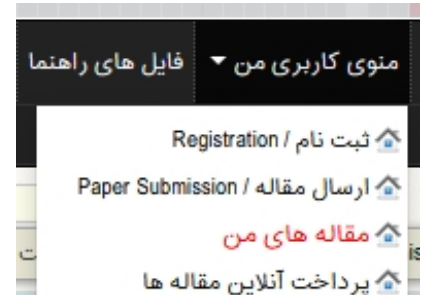 منوی کاربری من ▼ فایل های راهنما
ثبت نام / Registration
ارسال مقاله / Paper Submission
مقاله های من
پرداخت آنلاین مقاله ها